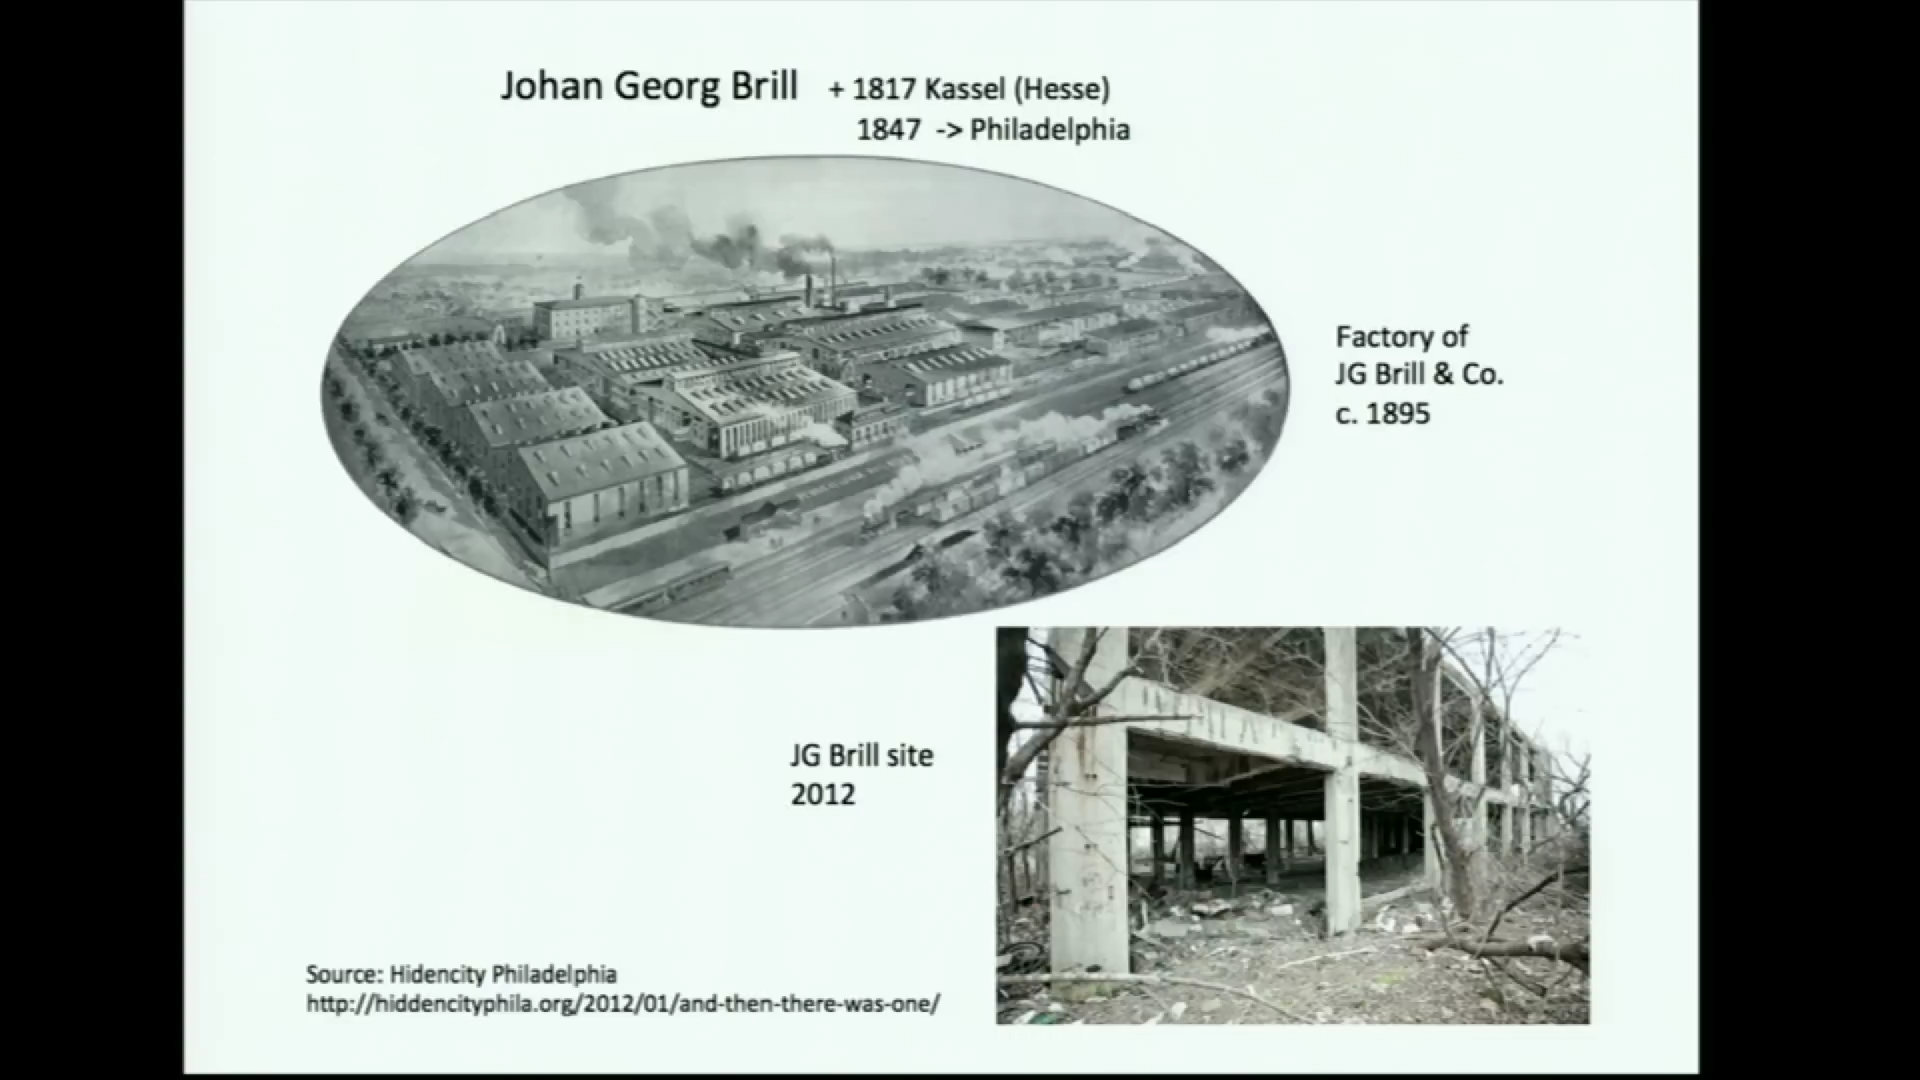 Johan Georg Brill + 1817 Kassel (Hesse)
1847 -> Philadelphia
Factory of
JG Brill & Co.
c. 1895
JG Brill site
2012
Source: Hidencity Philadelphia
http://hiddencityphila.org/2012/01/and-then-there-was-one/